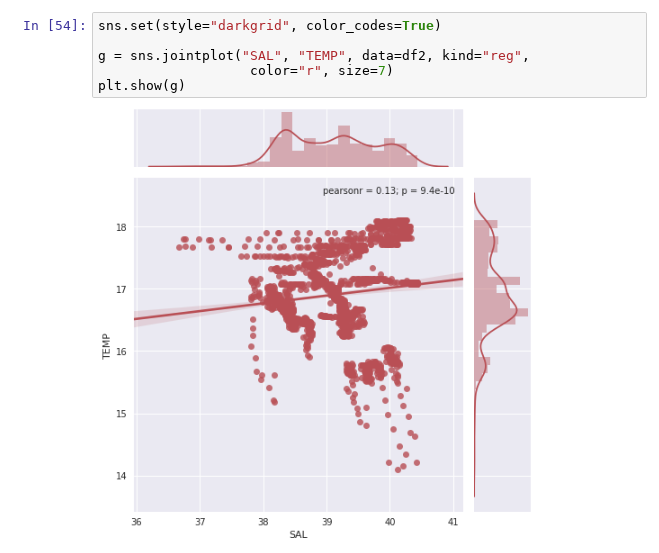 In [54]: sns.set(style="darkgrid", color_codes=True)
g = sns.jointplot("SAL", "TEMP", data=df2, kind="reg",
color="r", size=7)
plt.show(g)
pearsonr = 0.13; p = 9.4e-10
18
17
16
15
14
TEMP
36 37 38 39 40 41
SAL